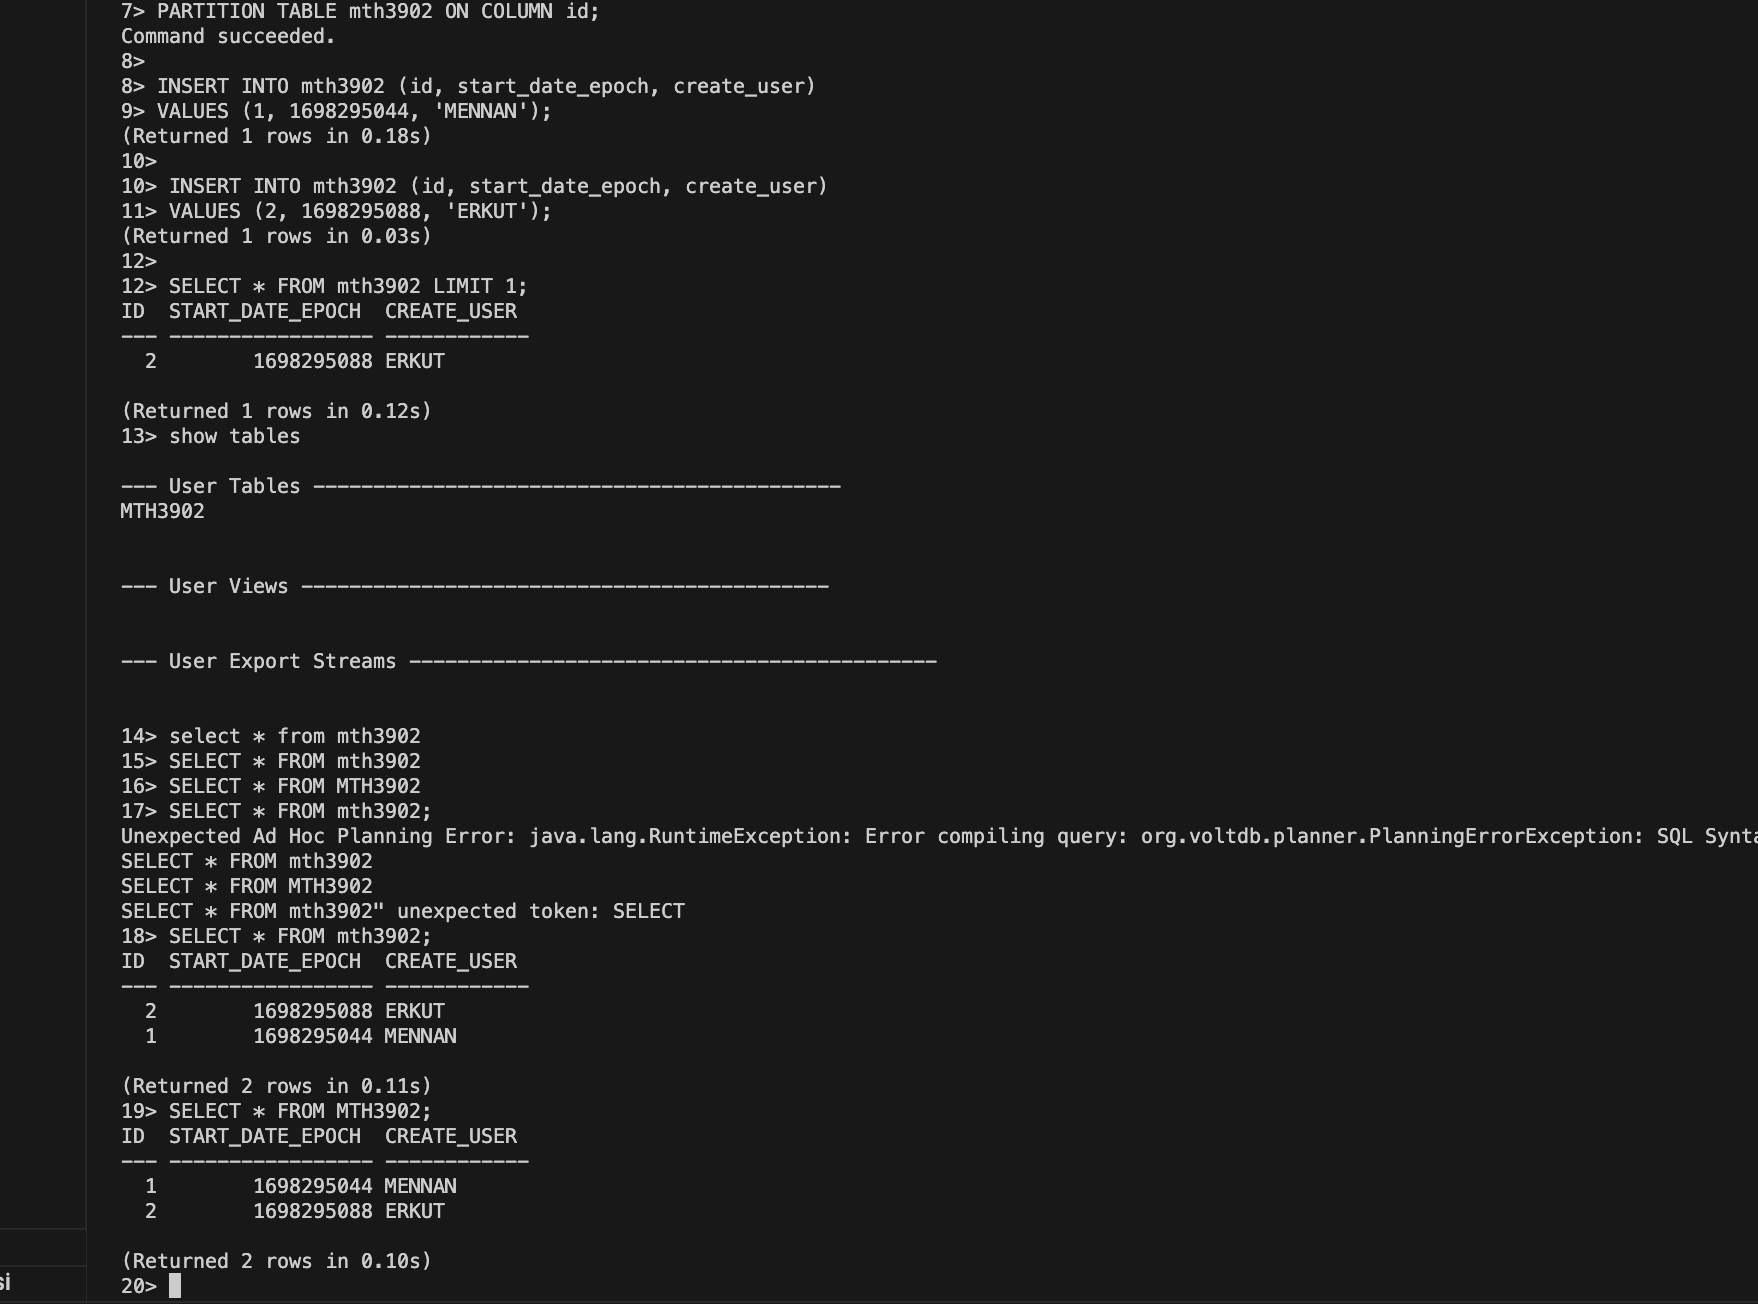 7> PARTITION TABLE mth3902 ON COLUMN id;
Command succeeded.
8>
8> INSERT INTO mth3902 (id, start_date_epoch, create_user)
9> VALUES (1, 1698295044, 'MENNAN');
(Returned 1 rows in 0.18s)
10>
10> INSERT INTO mth3902 (id, start_date_epoch, create_user)
11> VALUES (2, 1698295088, 'ERKUT');
(Returned 1 rows in 0.03s)
12>
12> SELECT * FROM mth3902 LIMIT 1;
ID  START_DATE_EPOCH  CREATE_USER
--- ----------------- ------------
  2        1698295088 ERKUT
(Returned 1 rows in 0.12s)
13> show tables
--- User Tables --------------------------------------------
MTH3902
--- User Views --------------------------------------------
--- User Export Streams --------------------------------------------
14> select * from mth3902
15> SELECT * FROM mth3902
16> SELECT * FROM MTH3902
17> SELECT * FROM mth3902;
Unexpected Ad Hoc Planning Error: java.lang.RuntimeException: Error compiling query: org.voltdb.planner.PlanningErrorException: SQL Synta
SELECT * FROM mth3902
SELECT * FROM MTH3902
SELECT * FROM mth3902" unexpected token: SELECT
18> SELECT * FROM mth3902;
ID  START_DATE_EPOCH  CREATE_USER
--- ----------------- ------------
  2        1698295088 ERKUT
  1        1698295044 MENNAN
(Returned 2 rows in 0.11s)
19> SELECT * FROM MTH3902;
ID  START_DATE_EPOCH  CREATE_USER
--- ----------------- ------------
  1        1698295044 MENNAN
  2        1698295088 ERKUT
(Returned 2 rows in 0.10s)
si
20>